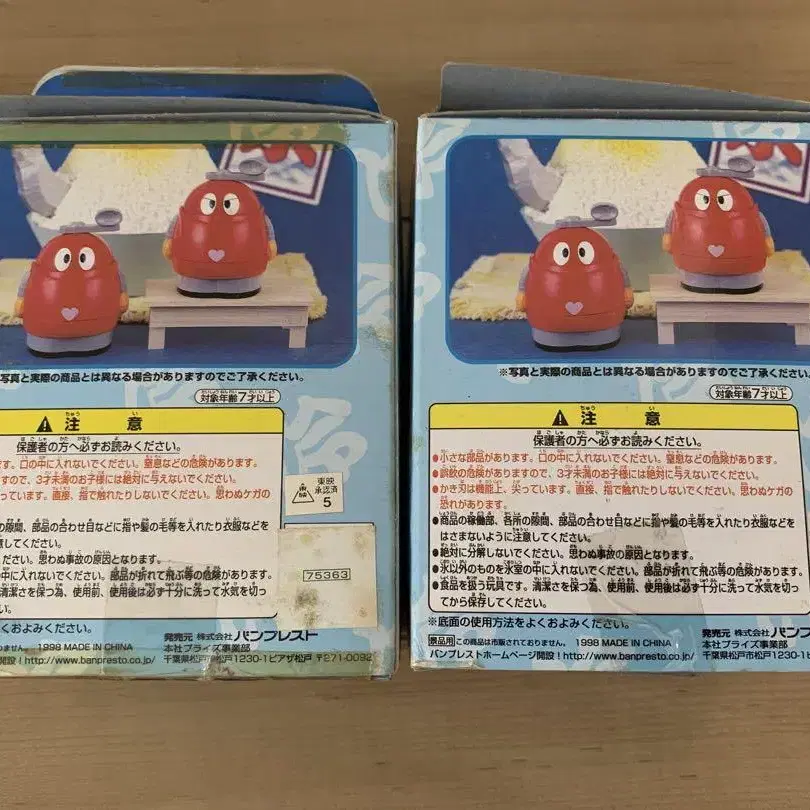 写真と実際の商品とは異なる場合がありますのでご了承ください。
対象年齢7才以上
注意
保護者の方へ必ずお読みください。
す。口の中に入れないでください。窒息などの危険があります。
すので、3才未満のお子様には絶対に与えないでください。
っています。直接、指で触れたりしないでください。思わぬケガの
の隙間、部品の合わせ目などに指や髪の毛等を入れたり衣服などを
意してください。
ださい。思わぬ事故の原因となります。
の中に入れないでください。部品が折れて飛ぶ等の危険があります。
清潔さを保つ為、使用前、使用後は必ず十分に洗って水気を切っ
くおよみください。
東映
承認済
5
75363
発売元 株式会社 バンプレスト
本社プライズ事業部
千葉県松戸市松戸1230-1ピアザ松戸 〒271-0092
りません。 1998 MADE IN CHINA
開設!http://www.banpresto.co.jp/
※写真と実際の商品とは異なる場合がありますのでご了承ください。
対象年齢7才以上
注意
保護者の方へ必ずお読みください。
●小さな部品があります。口の中に入れないでください。窒息などの危険があります。
●誤飲の危険がありますので、3才未満のお子様には絶対に与えないでください。
●かき刃は機能上、尖っています。直接、指で触れたりしないでください。思わぬケガの
恐れがあります。
●商品の稼働部、各所の隙間、部品の合わせ目などに指や髪の毛等を入れたり衣服などを
はさまないように注意してください。
●絶対に分解しないでください。思わぬ事故の原因となります。
●氷以外のものを氷室の中に入れないでください。部品が折れて飛ぶ等の危険があります。
●食品を扱う玩具です。清潔さを保つ為、使用前、使用後は必ず十分に洗って水気を切っ
てから保存してください。
※底面の使用方法をよくおよみください。
景品用 この商品は市販されておりません。 1998 MADE IN CHINA
バンプレストホームページ開設!http://www.banpresto.co.jp/
発売元 株式会社 バンプレ
本社プライズ事業部
千葉県松戸市松戸1230-1ピ